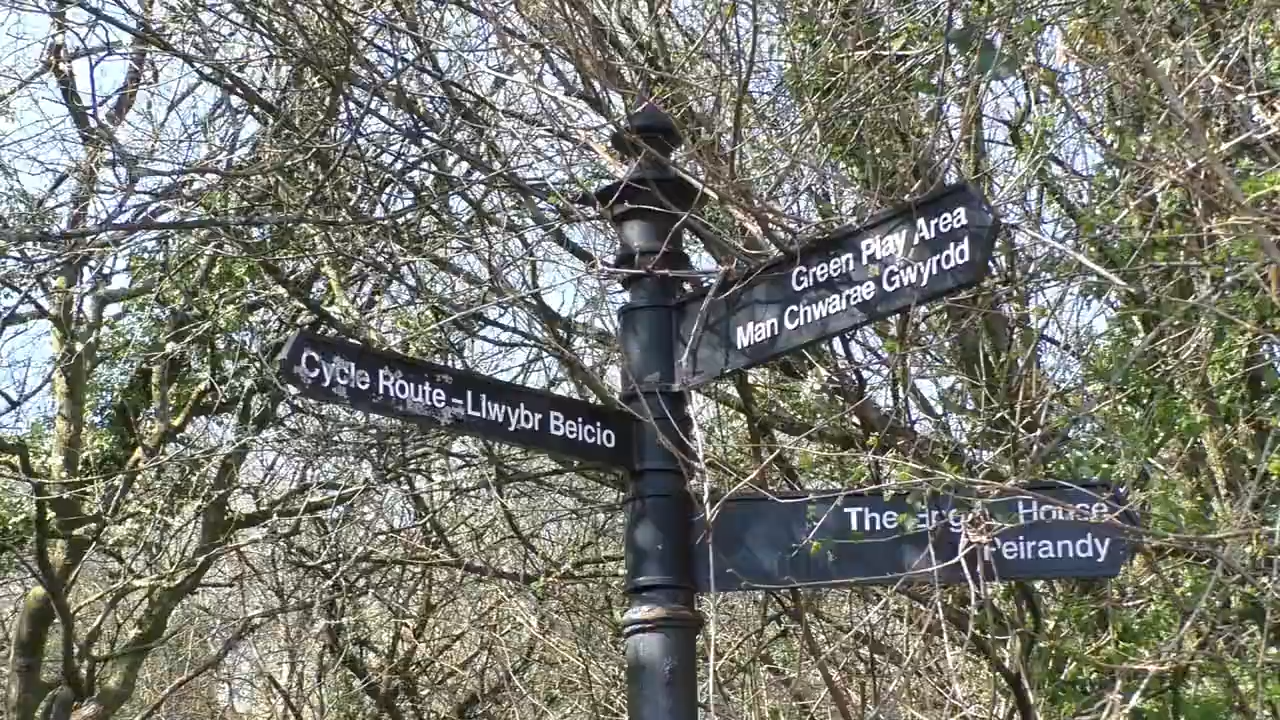 Green Play Area
Man Chwarae Gwyrdd
Cycle Route - Llwybr Beicio
The House
Peirandy